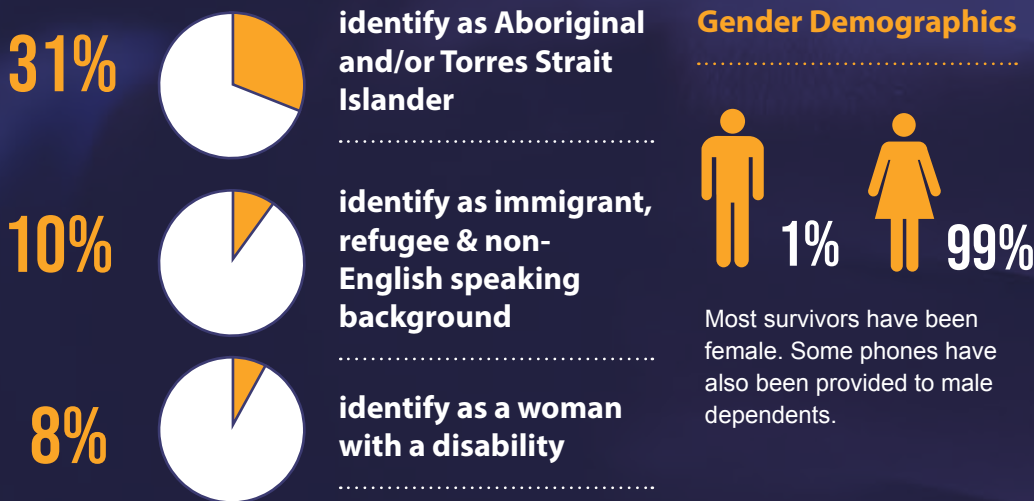 31%
identify as Aboriginal
and/or Torres Strait
Islander
10%
identify as immigrant,
refugee & non-
English speaking
background
8%
identify as a woman
with a disability
Gender Demographics
1%
99%
Most survivors have been
female. Some phones have
also been provided to male
dependents.